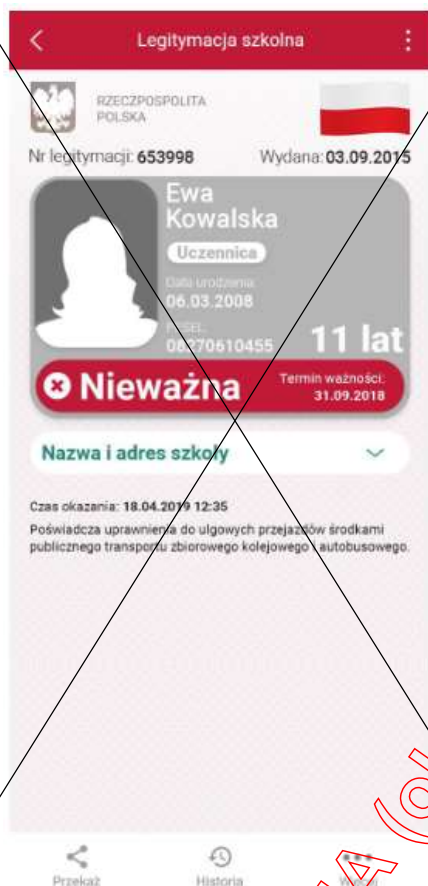 Legitymacja szkolna
RZECZPOSPOLITA
POLSKA
Nr legitymacji: 653998 Wydana: 03.09.2015
Ewa
Kowalska
Uczennica
Data urodzenia:
06.03.2008
PESEL:
08270610455
11 lat
Nieważna
Termin ważności:
31.09.2018
Nazwa i adres szkoły
Czas okazania: 18.04.2019 12:35
Poświadcza uprawnienia do ulgowych przejazdów środkami
publicznego transportu zbiorowego kolejowego i autobusowego.
Przekaż Historia Więcej